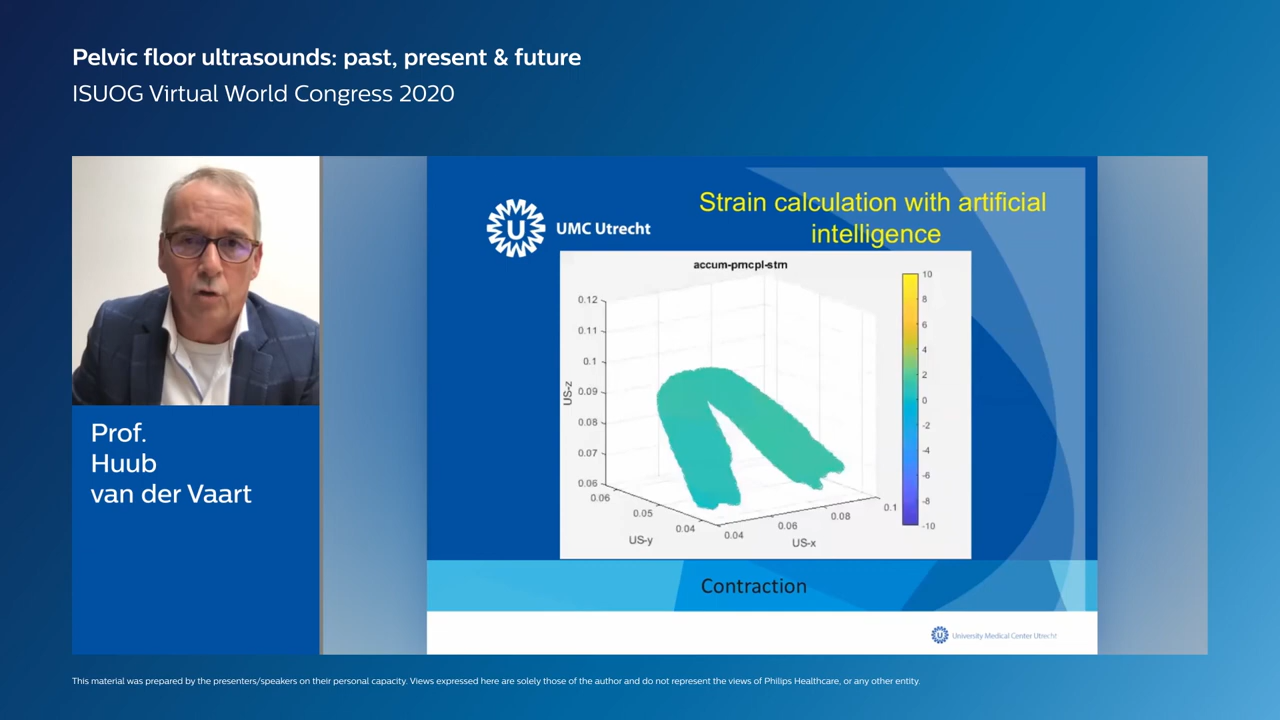 Pelvic floor ultrasounds: past, present & future
ISUOG Virtual World Congress 2020
Prof.
Huub
van der Vaart
U
UMC Utrecht
Strain calculation with artificial
intelligence
accum-prncpl-strn
0.12
0.11
0.1
0.09
0.08
0.07
0.06
US-z
0.06
0.05
0.04
US-y
0.04
0.06
0.08
0.1
US-x
10
8
6
4
2
0
-2
-4
-6
-8
-10
Contraction
U
University Medical Center Utrecht
This material was prepared by the presenters/speakers on their personal capacity. Views expressed here are solely those of the author and do not represent the views of Philips Healthcare, or any other entity.